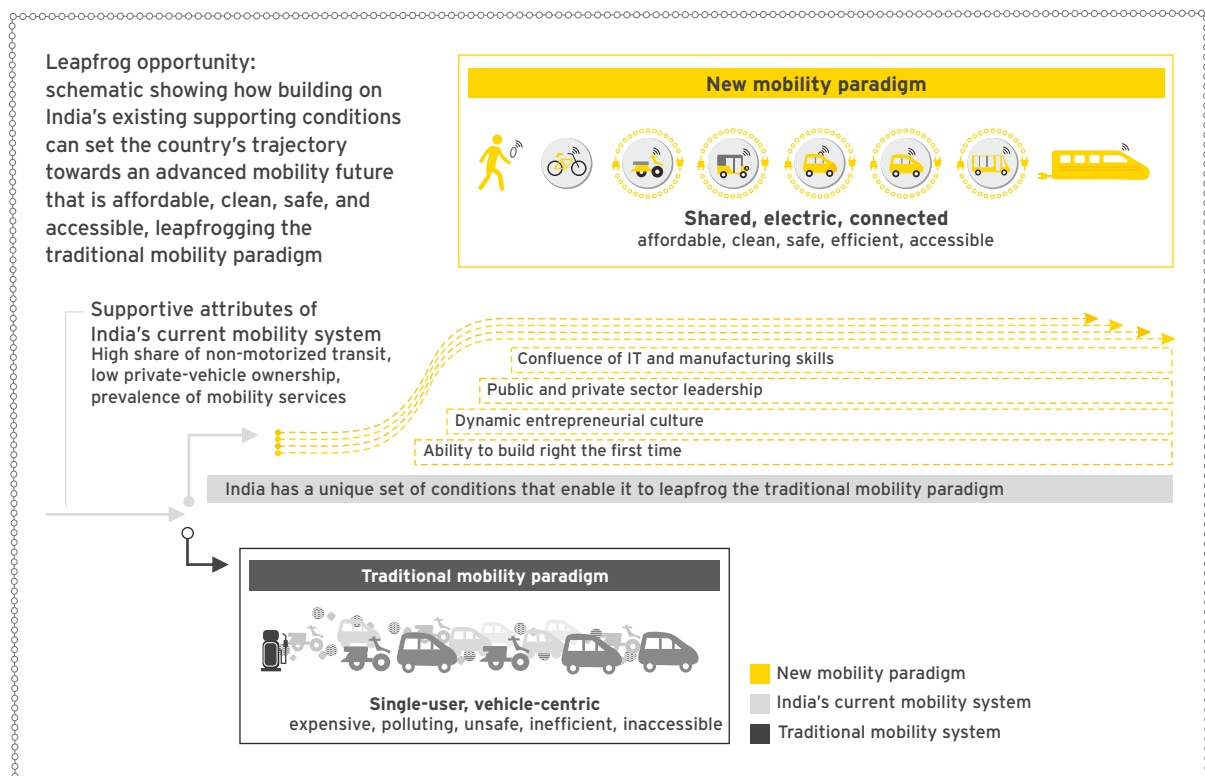 Leapfrog opportunity:
schematic showing how building on
India's existing supporting conditions
can set the country's trajectory
towards an advanced mobility future
that is affordable, clean, safe, and
accessible, leapfrogging the
traditional mobility paradigm
New mobility paradigm
Shared, electric, connected
affordable, clean, safe, efficient, accessible
Supportive attributes of
India's current mobility system
High share of non-motorized transit,
low private-vehicle ownership,
prevalence of mobility services
Confluence of IT and manufacturing skills
Public and private sector leadership
Dynamic entrepreneurial culture
Ability to build right the first time
India has a unique set of conditions that enable it to leapfrog the traditional mobility paradigm
Traditional mobility paradigm
Single-user, vehicle-centric
expensive, polluting, unsafe, inefficient, inaccessible
New mobility paradigm
India's current mobility system
Traditional mobility system